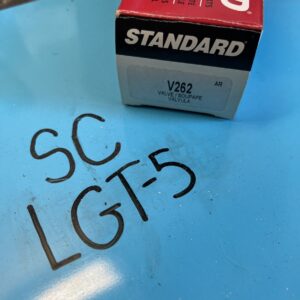 STANDARD
V262
AR
VALVE / SOUPAPE
VALVULA
SC
LGT-5